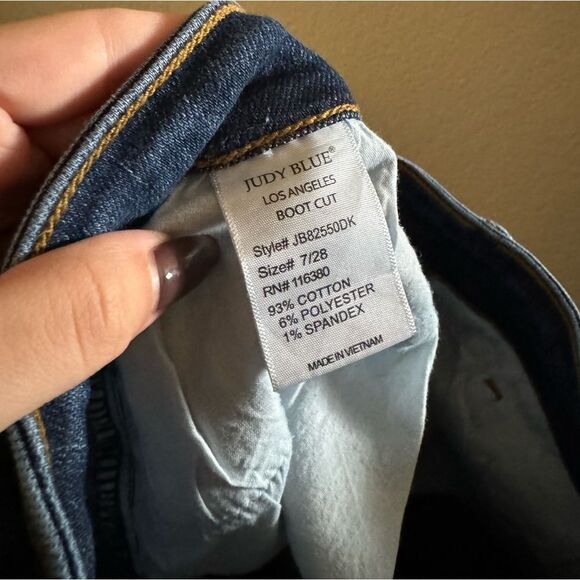 JUDY BLUE®
LOS ANGELES
BOOT CUT
Style# JB82550DK
Size# 7/28
RN# 116380
93% COTTON
6% POLYESTER
1% SPANDEX
MADE IN VIETNAM